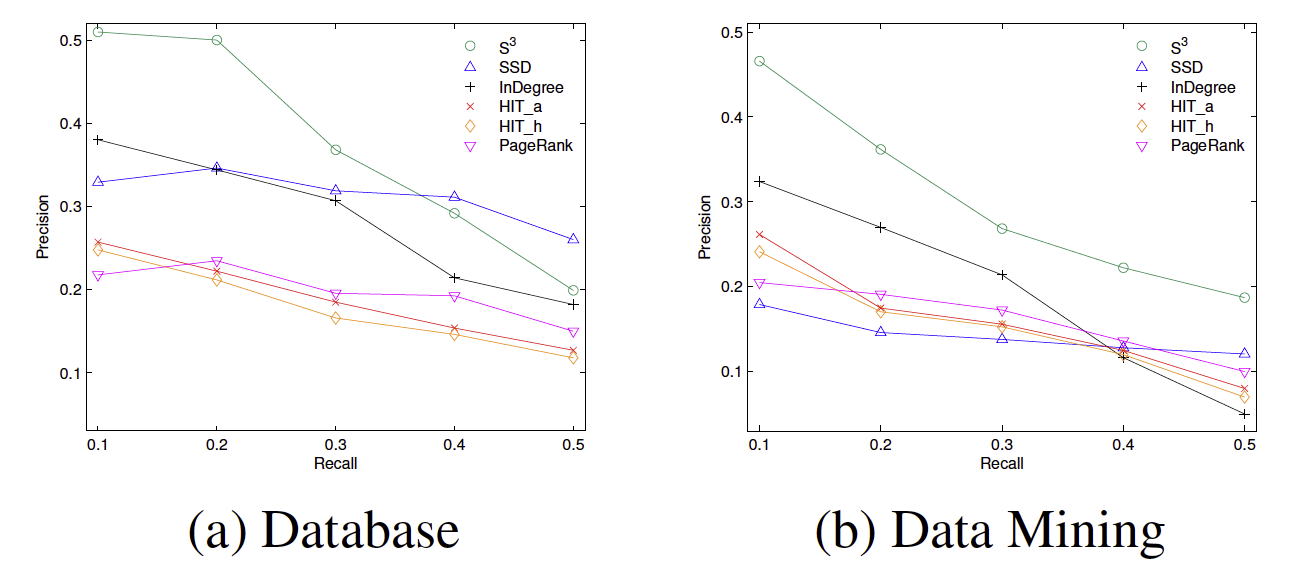 0.5
0.4
0.3
0.2
0.1
Precision
0.1 0.2 0.3 0.4 0.5
Recall
S³
SSD
InDegree
HIT_a
HIT_h
PageRank
(a) Database
0.5
0.4
0.3
0.2
0.1
Precision
0.1 0.2 0.3 0.4 0.5
Recall
S³
SSD
InDegree
HIT_a
HIT_h
PageRank
(b) Data Mining